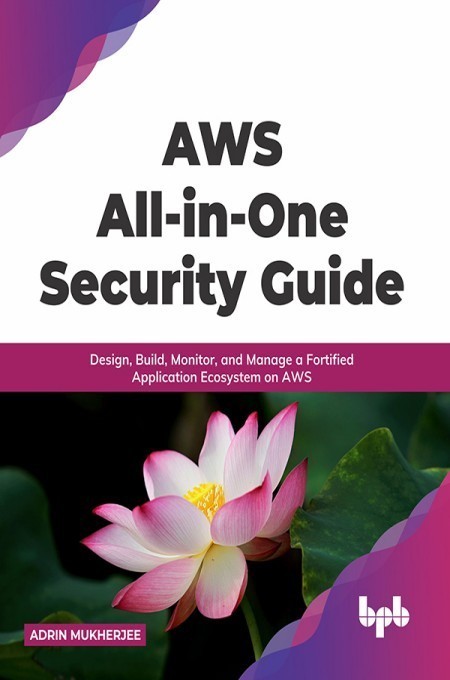 AWS
All-in-One
Security Guide
Design, Build, Monitor, and Manage a Fortified
Application Ecosystem on AWS
ADRIN MUKHERJEE
bpb